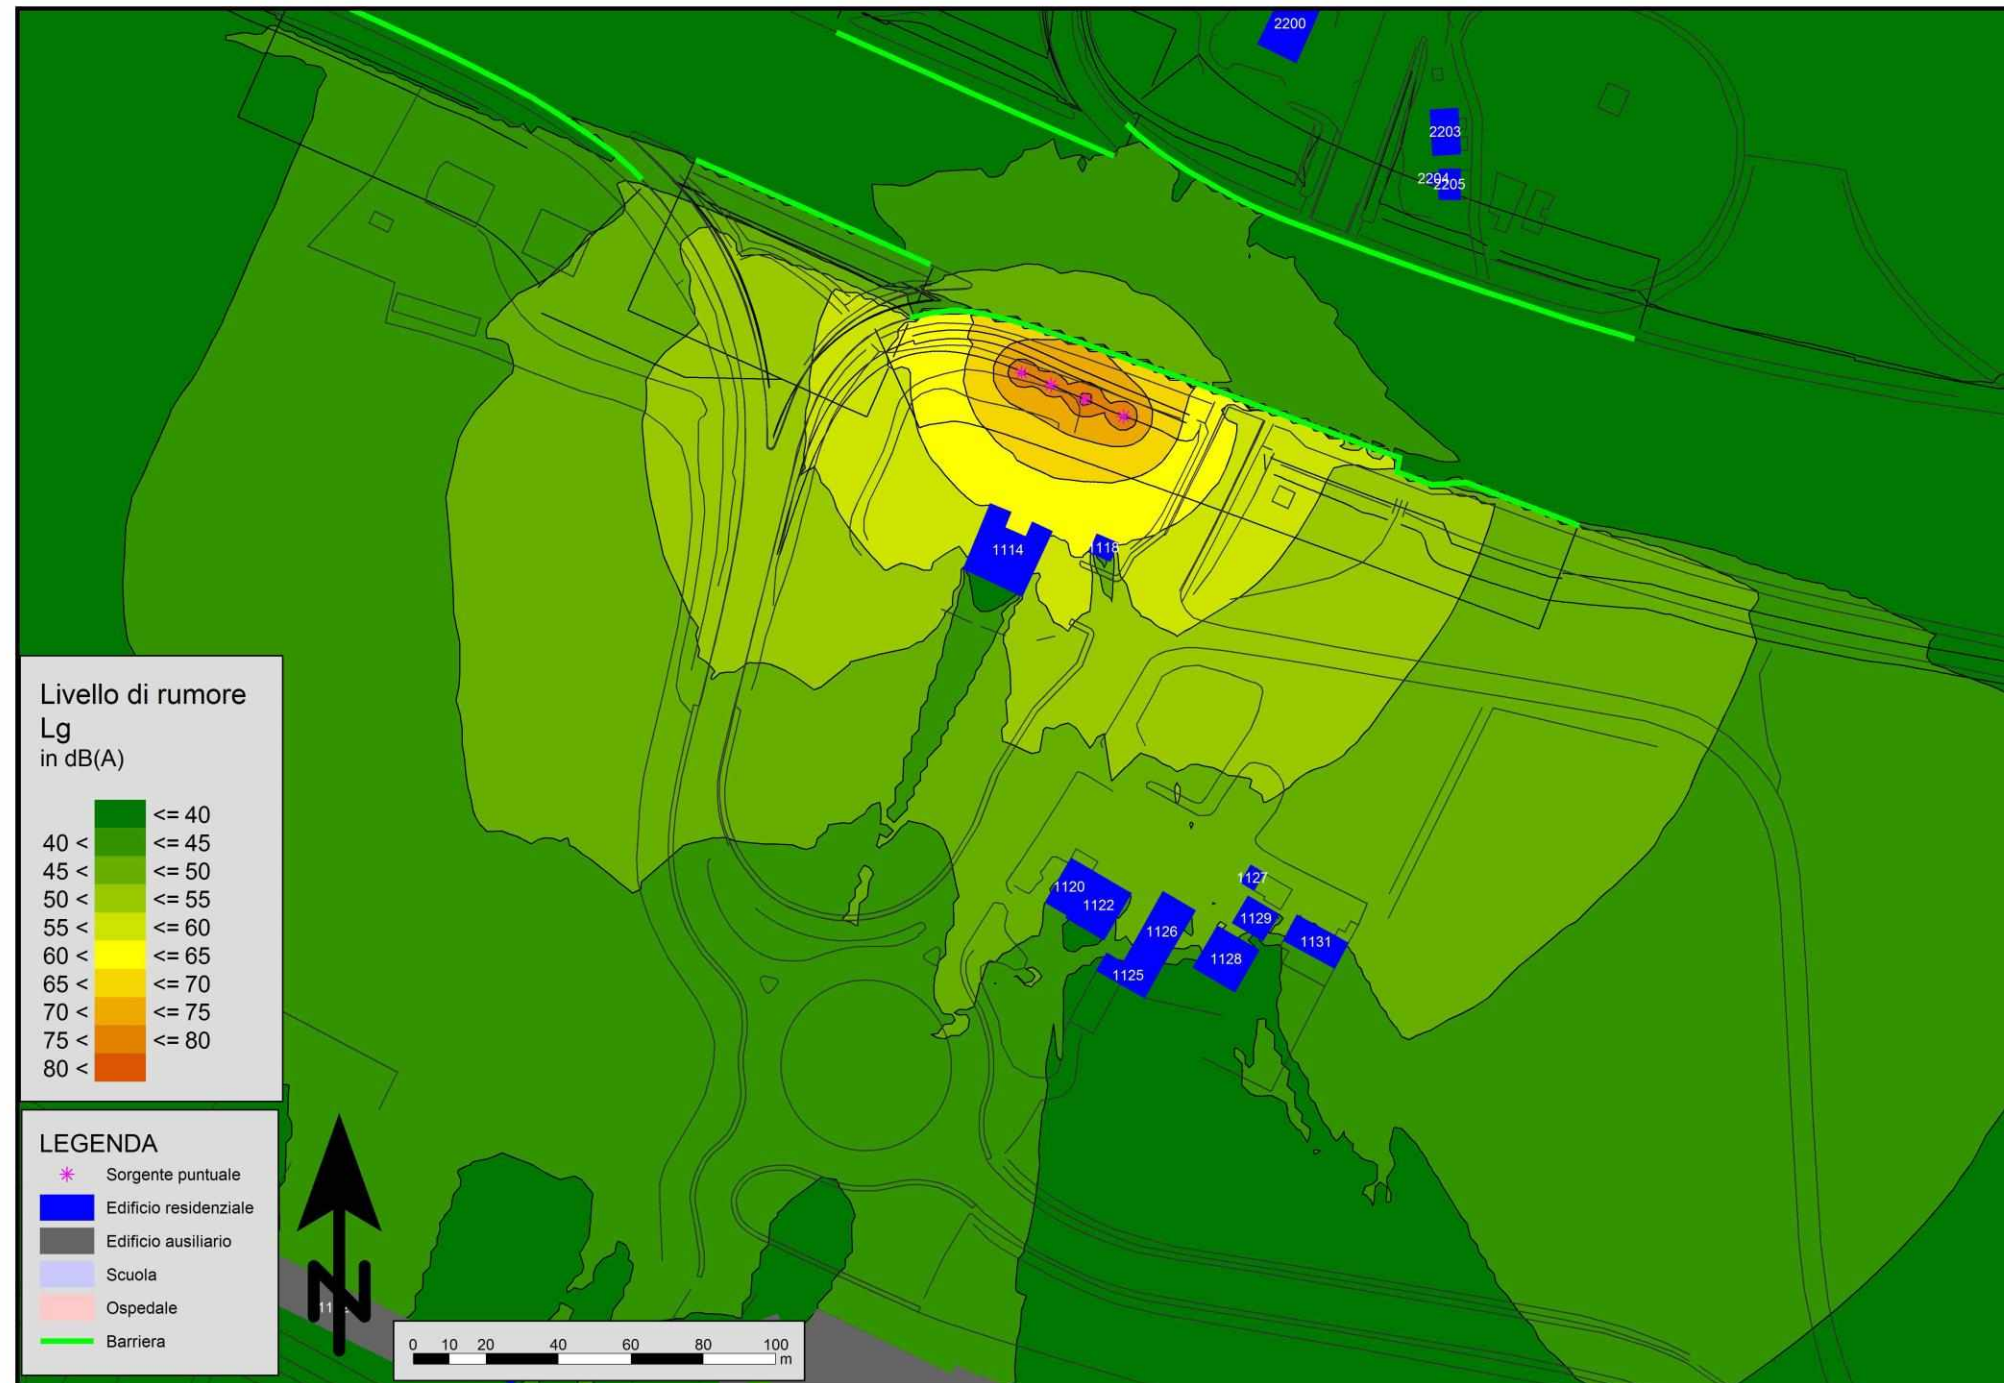 2200
2203
2204
2205
1114
1118
Livello di rumore
Lg
in dB(A)
<= 40
40 < <= 45
45 < <= 50
50 < <= 55
55 < <= 60
60 < <= 65
65 < <= 70
70 < <= 75
75 < <= 80
80 <
1120
1122
1127
1129
1126
1131
1128
1125
LEGENDA
Sorgente puntuale
Edificio residenziale
Edificio ausiliario
Scuola
Ospedale
Barriera
N
0 10 20 40 60 80 100
m